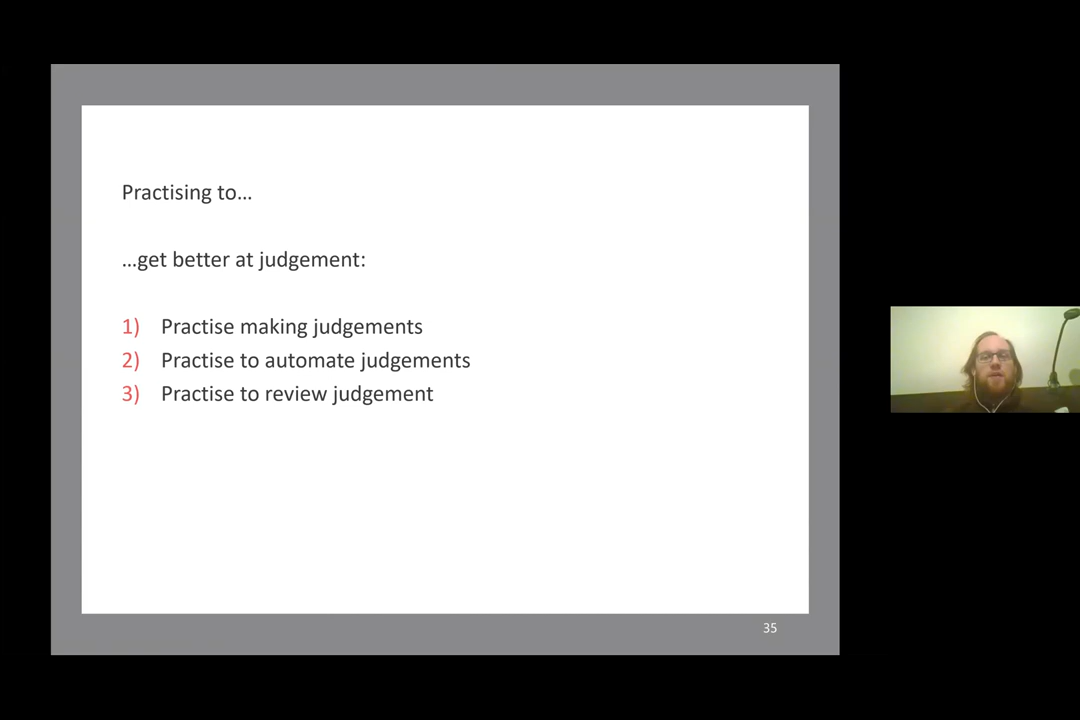 Practising to…
…get better at judgement:
1) Practise making judgements
2) Practise to automate judgements
3) Practise to review judgement
35